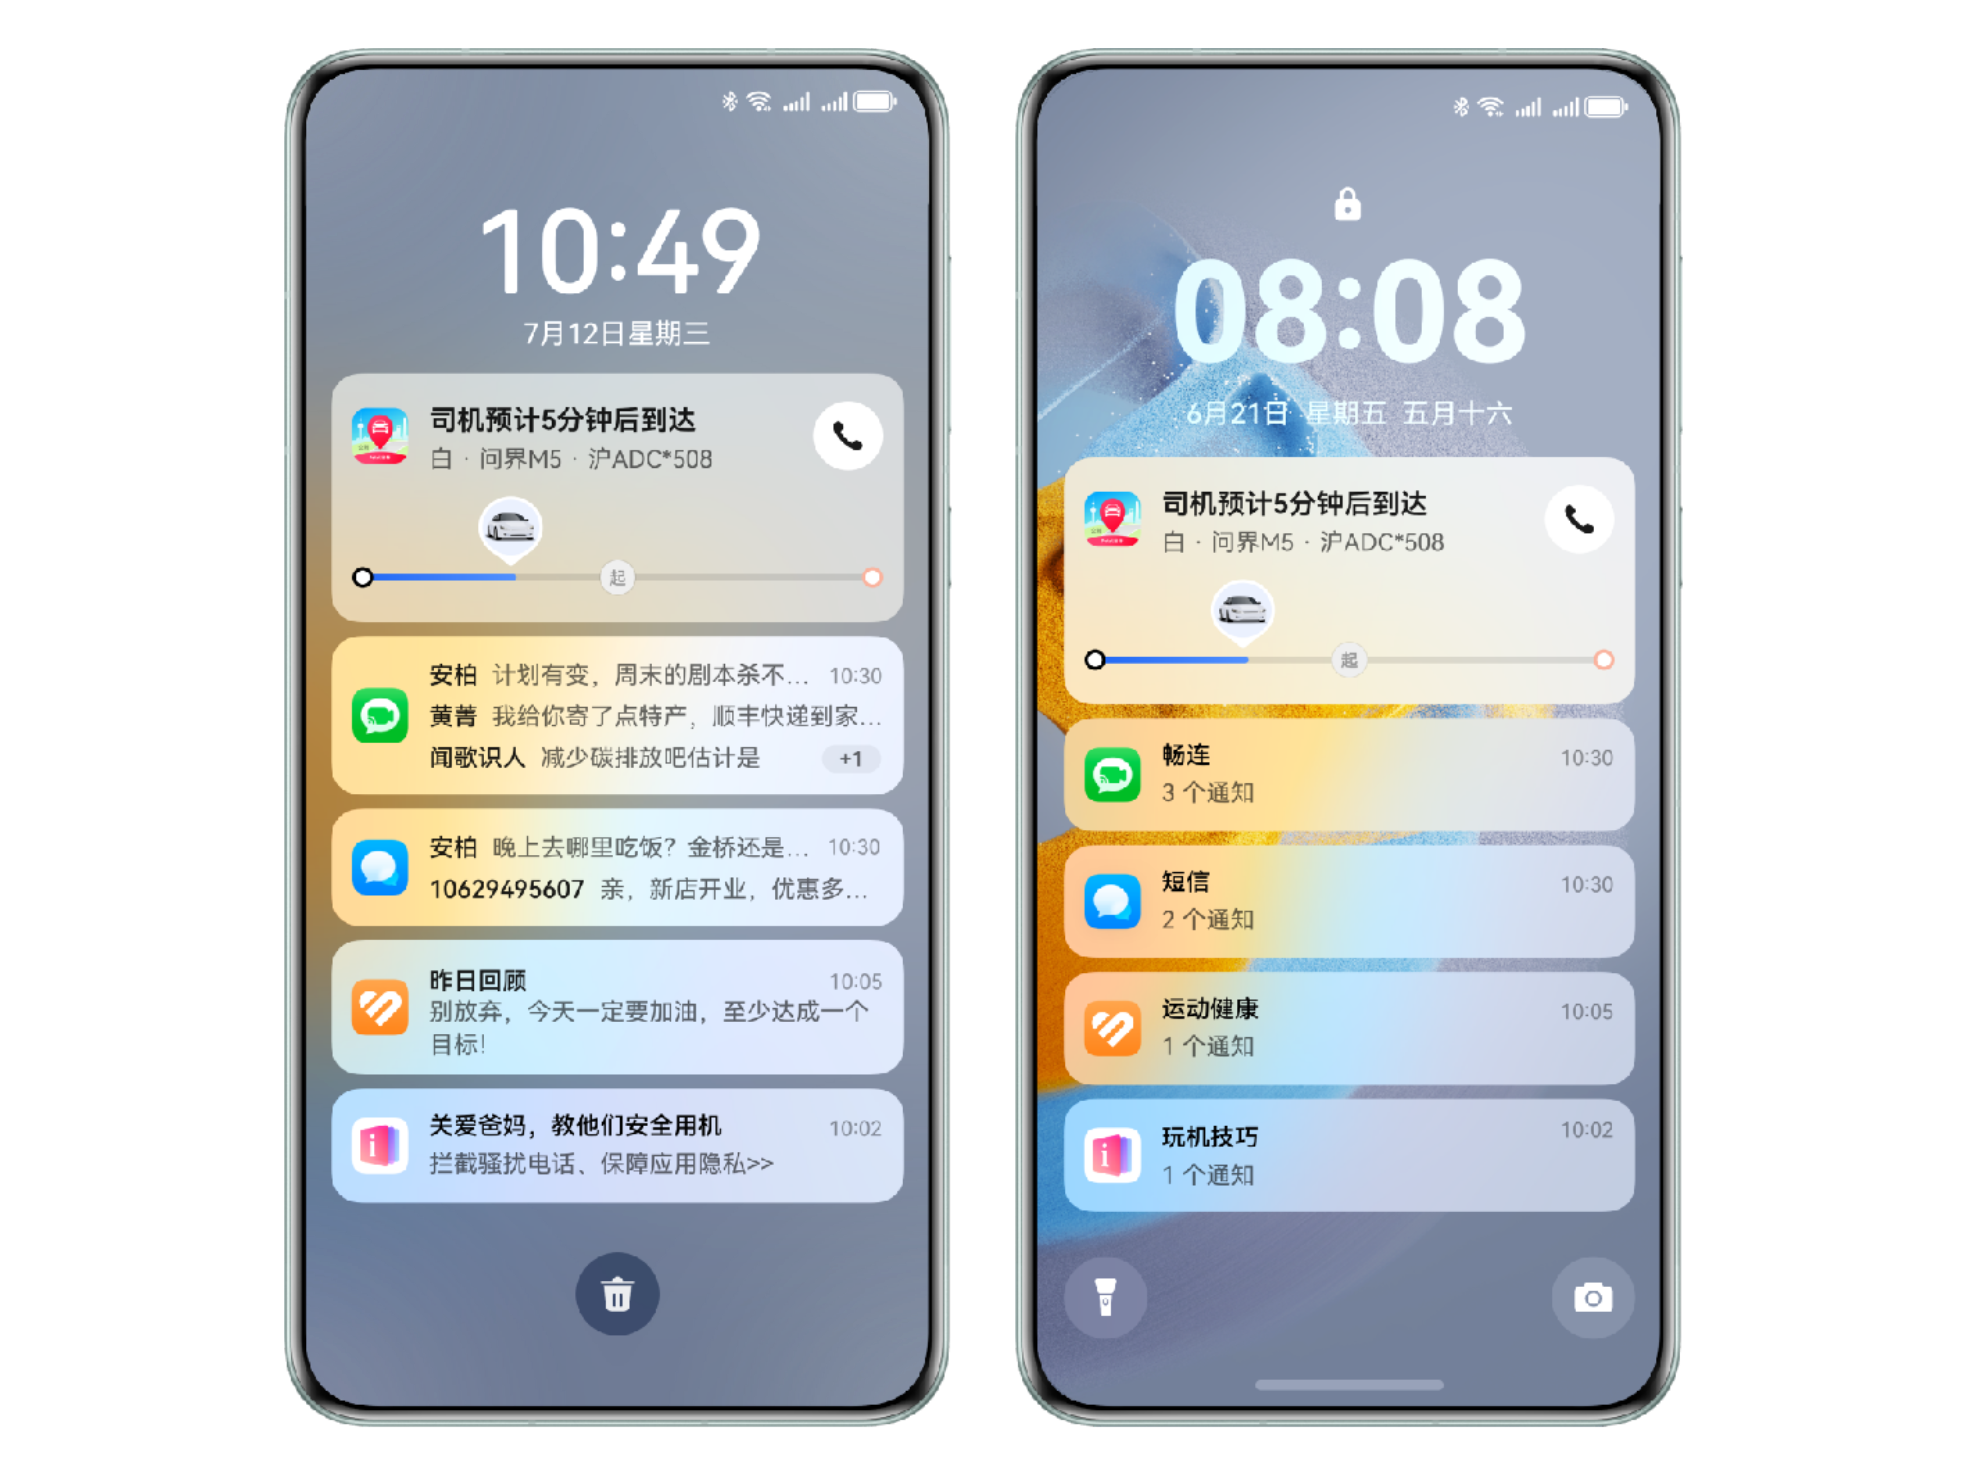 10:49
7月12日星期三
司机预计5分钟后到达
白 · 问界M5 · 沪ADC*508
起
安柏 计划有变，周末的剧本杀不... 10:30
黄菁 我给你寄了点特产，顺丰快递到家...
闻歌识人 减少碳排放吧估计是 +1
安柏 晚上去哪里吃饭？金桥还是... 10:30
10629495607 亲，新店开业，优惠多...
昨日回顾 10:05
别放弃，今天一定要加油，至少达成一个
目标！
关爱爸妈，教他们安全用机 10:02
拦截骚扰电话、保障应用隐私>>
08:08
6月21日 星期五 五月十六
司机预计5分钟后到达
白 · 问界M5 · 沪ADC*508
起
畅连 10:30
3 个通知
短信 10:30
2 个通知
运动健康 10:05
1 个通知
玩机技巧 10:02
1 个通知